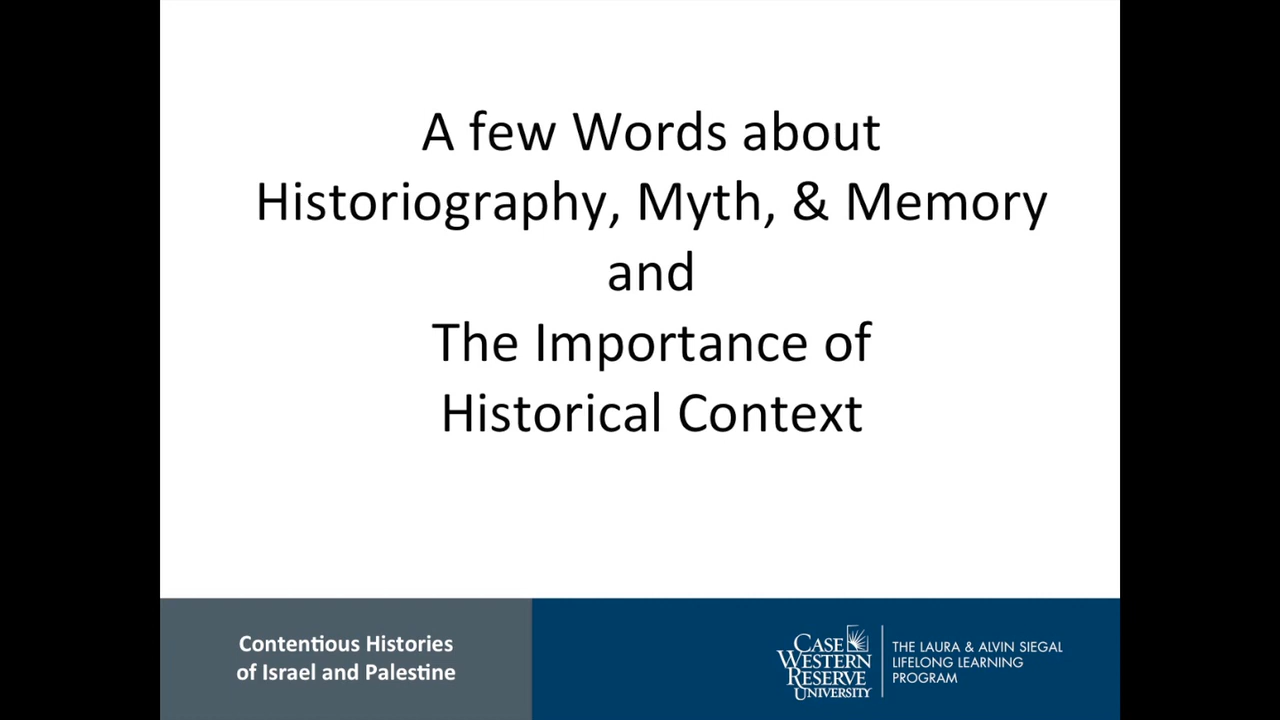 A few Words about
Historiography, Myth, & Memory
and
The Importance of
Historical Context
Contentious Histories
of Israel and Palestine
CASE
WESTERN
RESERVE
UNIVERSITY
THE LAURA & ALVIN SIEGAL
LIFELONG LEARNING
PROGRAM